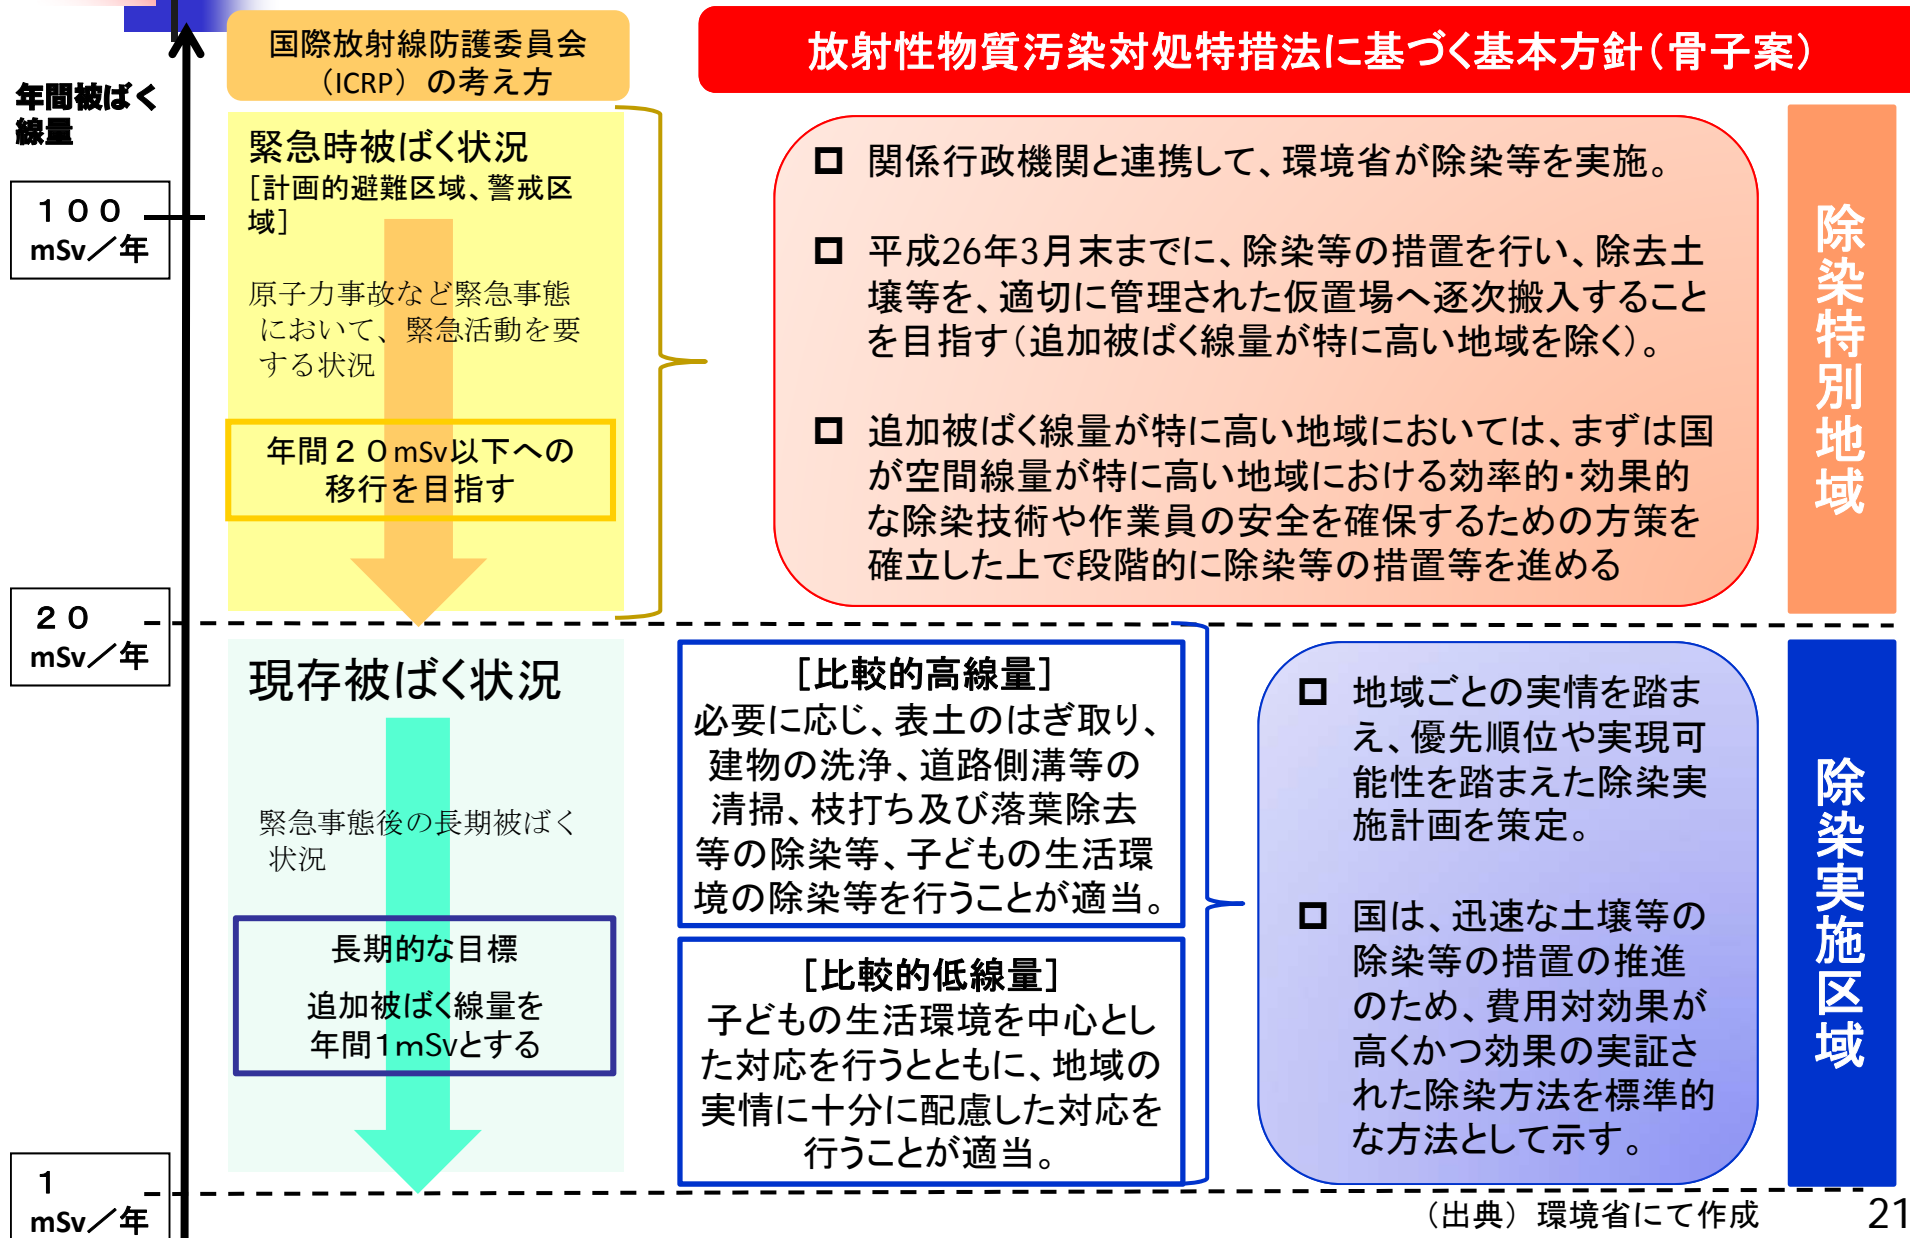 年間被ばく
線量
１００
mSv／年
２０
mSv／年
１
mSv／年
国際放射線防護委員会
（ICRP）の考え方
緊急時被ばく状況
［計画的避難区域、警戒区
域］
原子力事故など緊急事態
において、緊急活動を要
する状況
年間２０mSv以下への
移行を目指す
現存被ばく状況
緊急事態後の長期被ばく
状況
長期的な目標
追加被ばく線量を
年間１mSvとする
放射性物質汚染対処特措法に基づく基本方針（骨子案）
関係行政機関と連携して、環境省が除染等を実施。
平成26年3月末までに、除染等の措置を行い、除去土
壌等を、適切に管理された仮置場へ逐次搬入すること
を目指す（追加被ばく線量が特に高い地域を除く）。
追加被ばく線量が特に高い地域においては、まずは国
が空間線量が特に高い地域における効率的・効果的
な除染技術や作業員の安全を確保するための方策を
確立した上で段階的に除染等の措置等を進める
除染特別地域
［比較的高線量］
必要に応じ、表土のはぎ取り、
建物の洗浄、道路側溝等の
清掃、枝打ち及び落葉除去
等の除染等、子どもの生活環
境の除染等を行うことが適当。
［比較的低線量］
子どもの生活環境を中心とし
た対応を行うとともに、地域の
実情に十分に配慮した対応を
行うことが適当。
地域ごとの実情を踏ま
え、優先順位や実現可
能性を踏まえた除染実
施計画を策定。
国は、迅速な土壌等の
除染等の措置の推進
のため、費用対効果が
高くかつ効果の実証さ
れた除染方法を標準的
な方法として示す。
除染実施区域
（出典）環境省にて作成
21